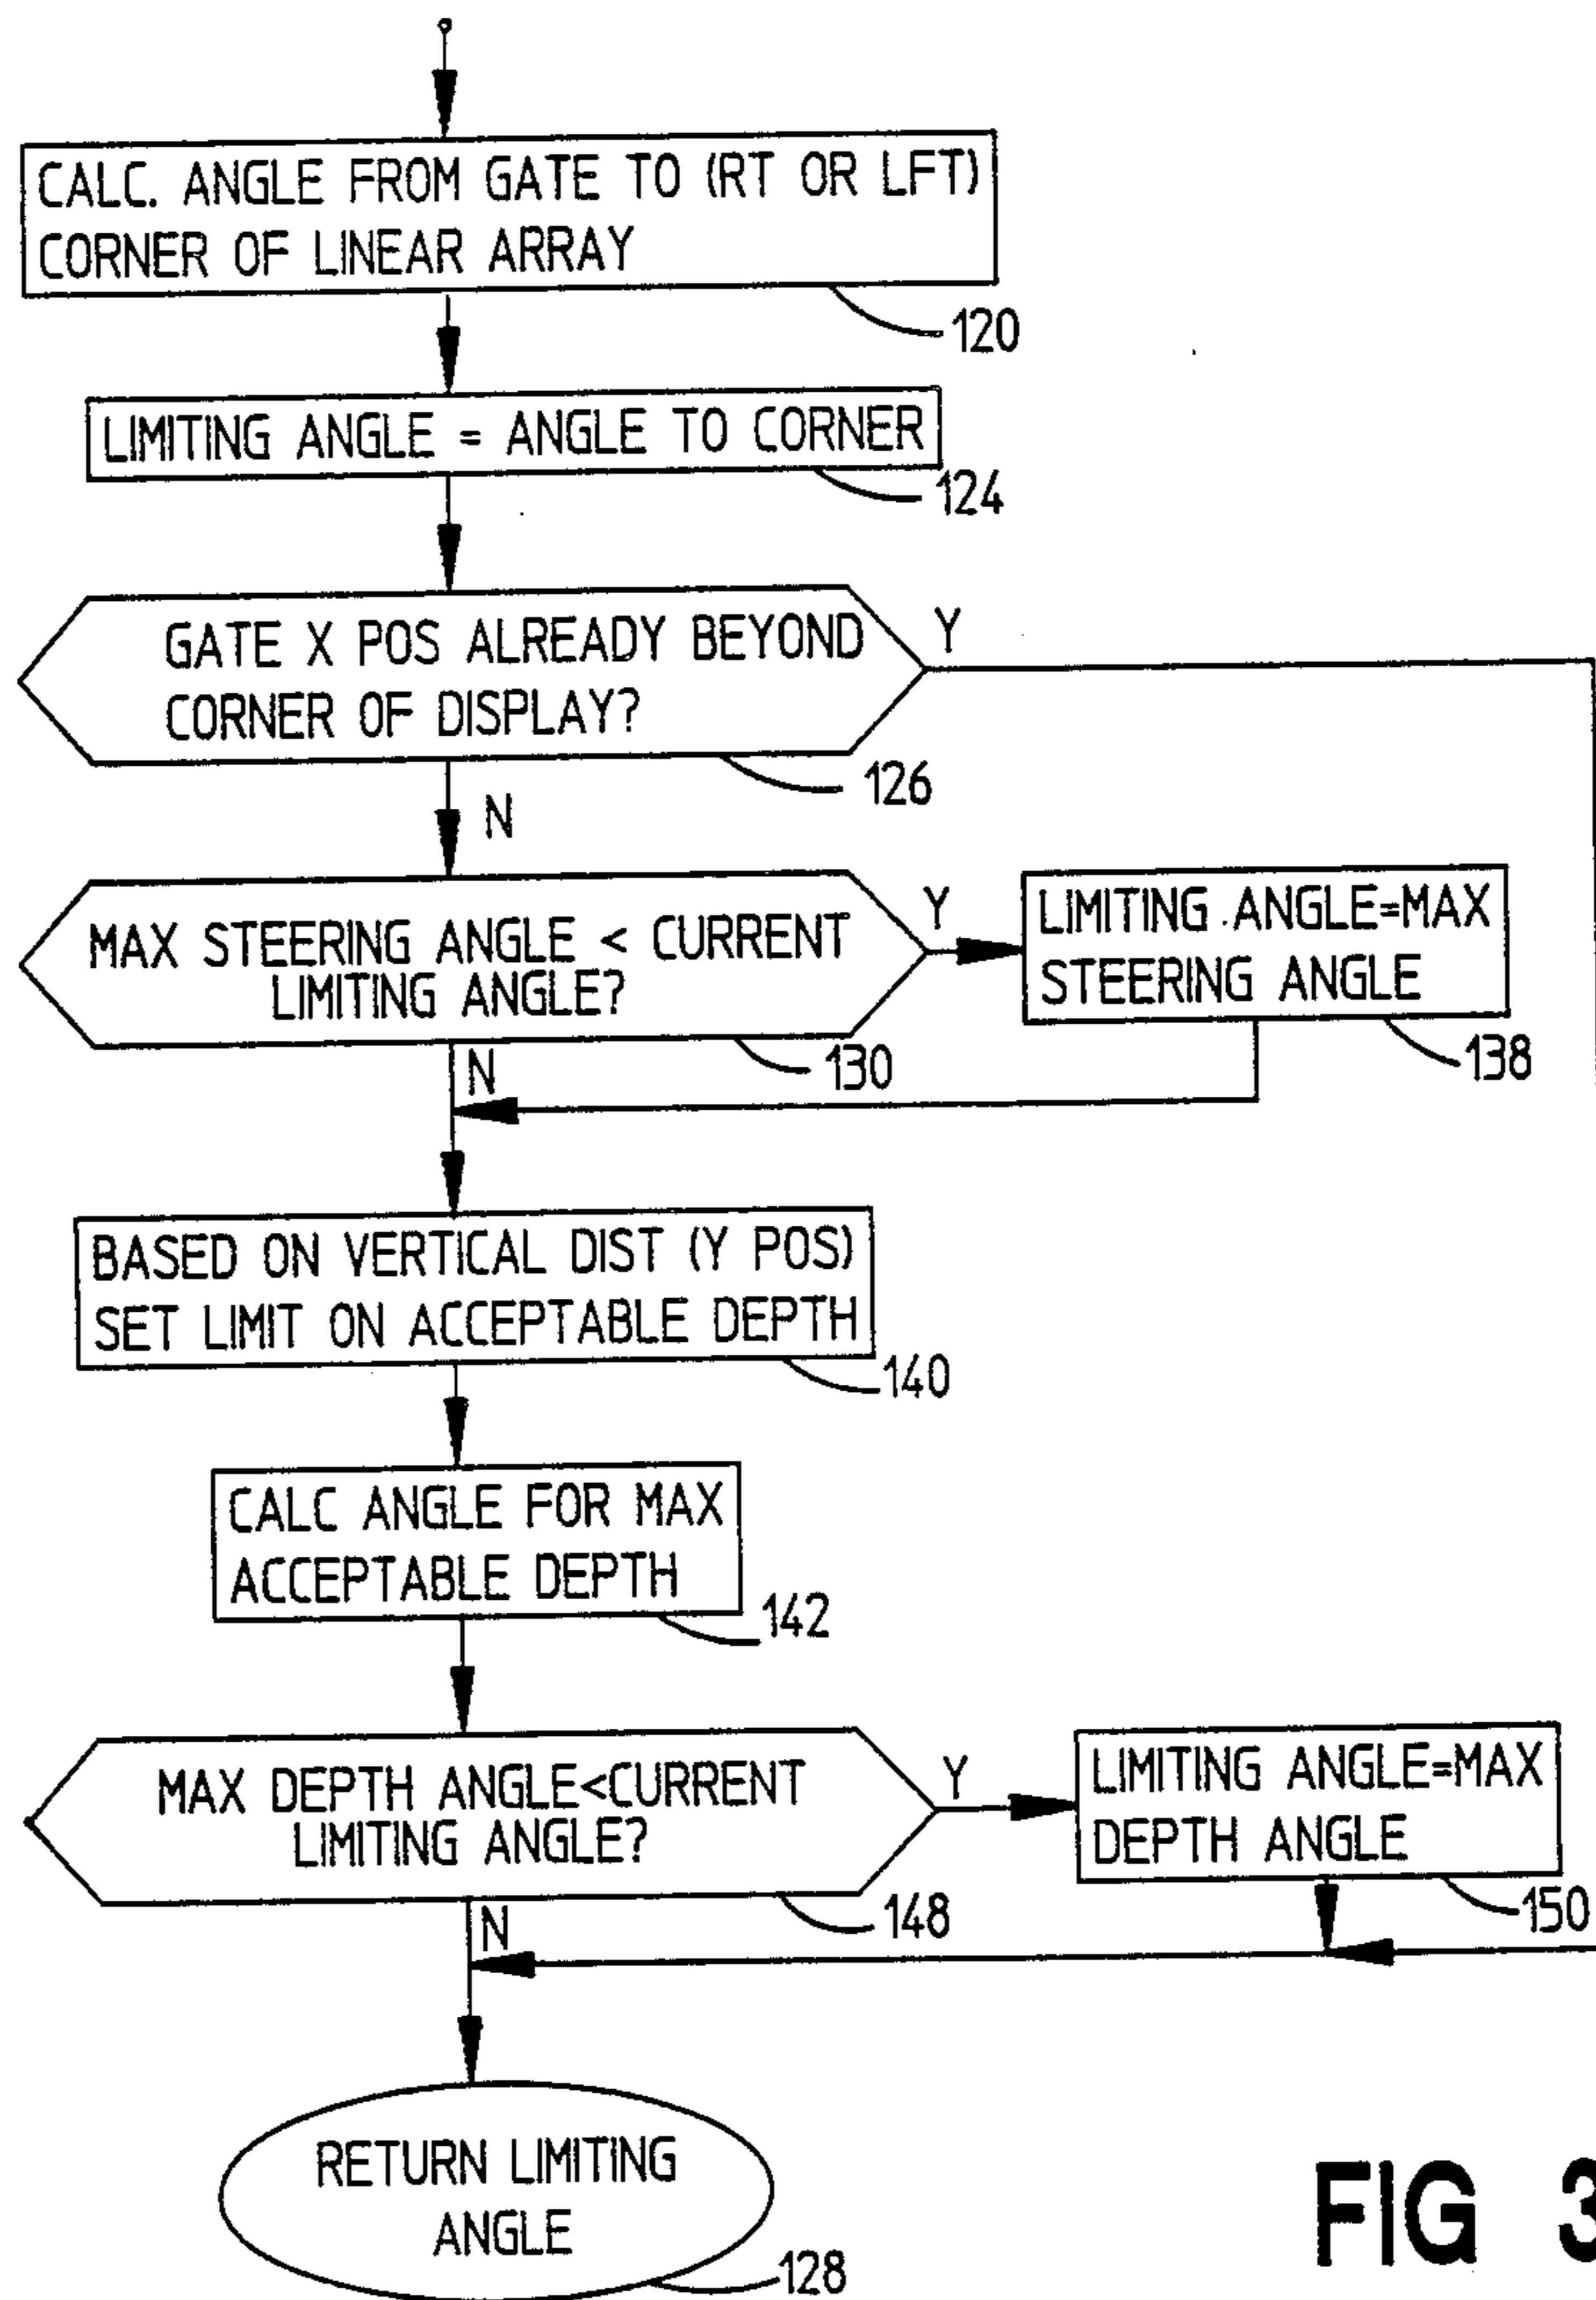 CALC. ANGLE FROM GATE TO (RT OR LFT)
CORNER OF LINEAR ARRAY
120
LIMITING ANGLE = ANGLE TO CORNER
124
GATE X POS ALREADY BEYOND
CORNER OF DISPLAY?
Y
126
N
MAX STEERING ANGLE < CURRENT
LIMITING ANGLE?
Y
LIMITING ANGLE=MAX
STEERING ANGLE
130
138
N
BASED ON VERTICAL DIST (Y POS)
SET LIMIT ON ACCEPTABLE DEPTH
140
CALC ANGLE FOR MAX
ACCEPTABLE DEPTH
142
MAX DEPTH ANGLE<CURRENT
LIMITING ANGLE?
Y
LIMITING ANGLE=MAX
DEPTH ANGLE
148
150
N
RETURN LIMITING
ANGLE
128
FIG 3